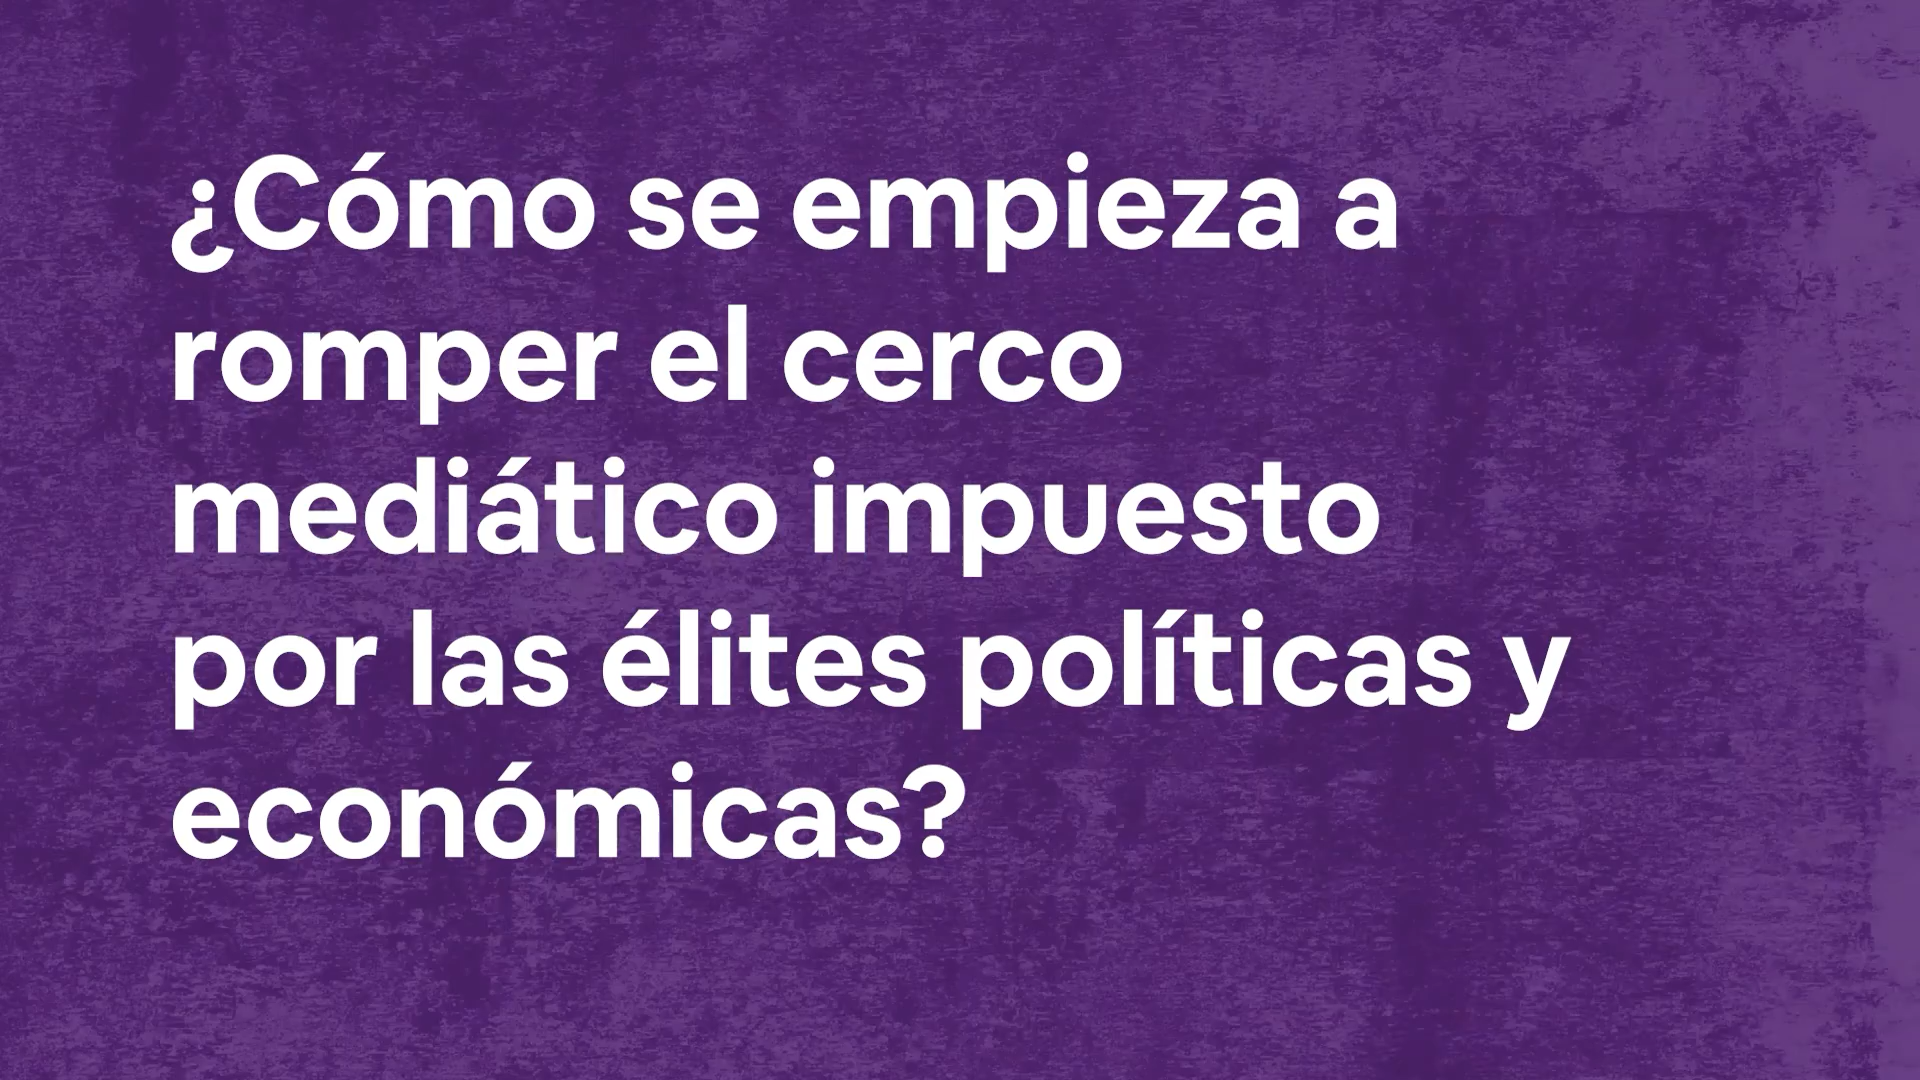 ¿Cómo se empieza a
romper el cerco
mediático impuesto
por las élites políticas y
económicas?